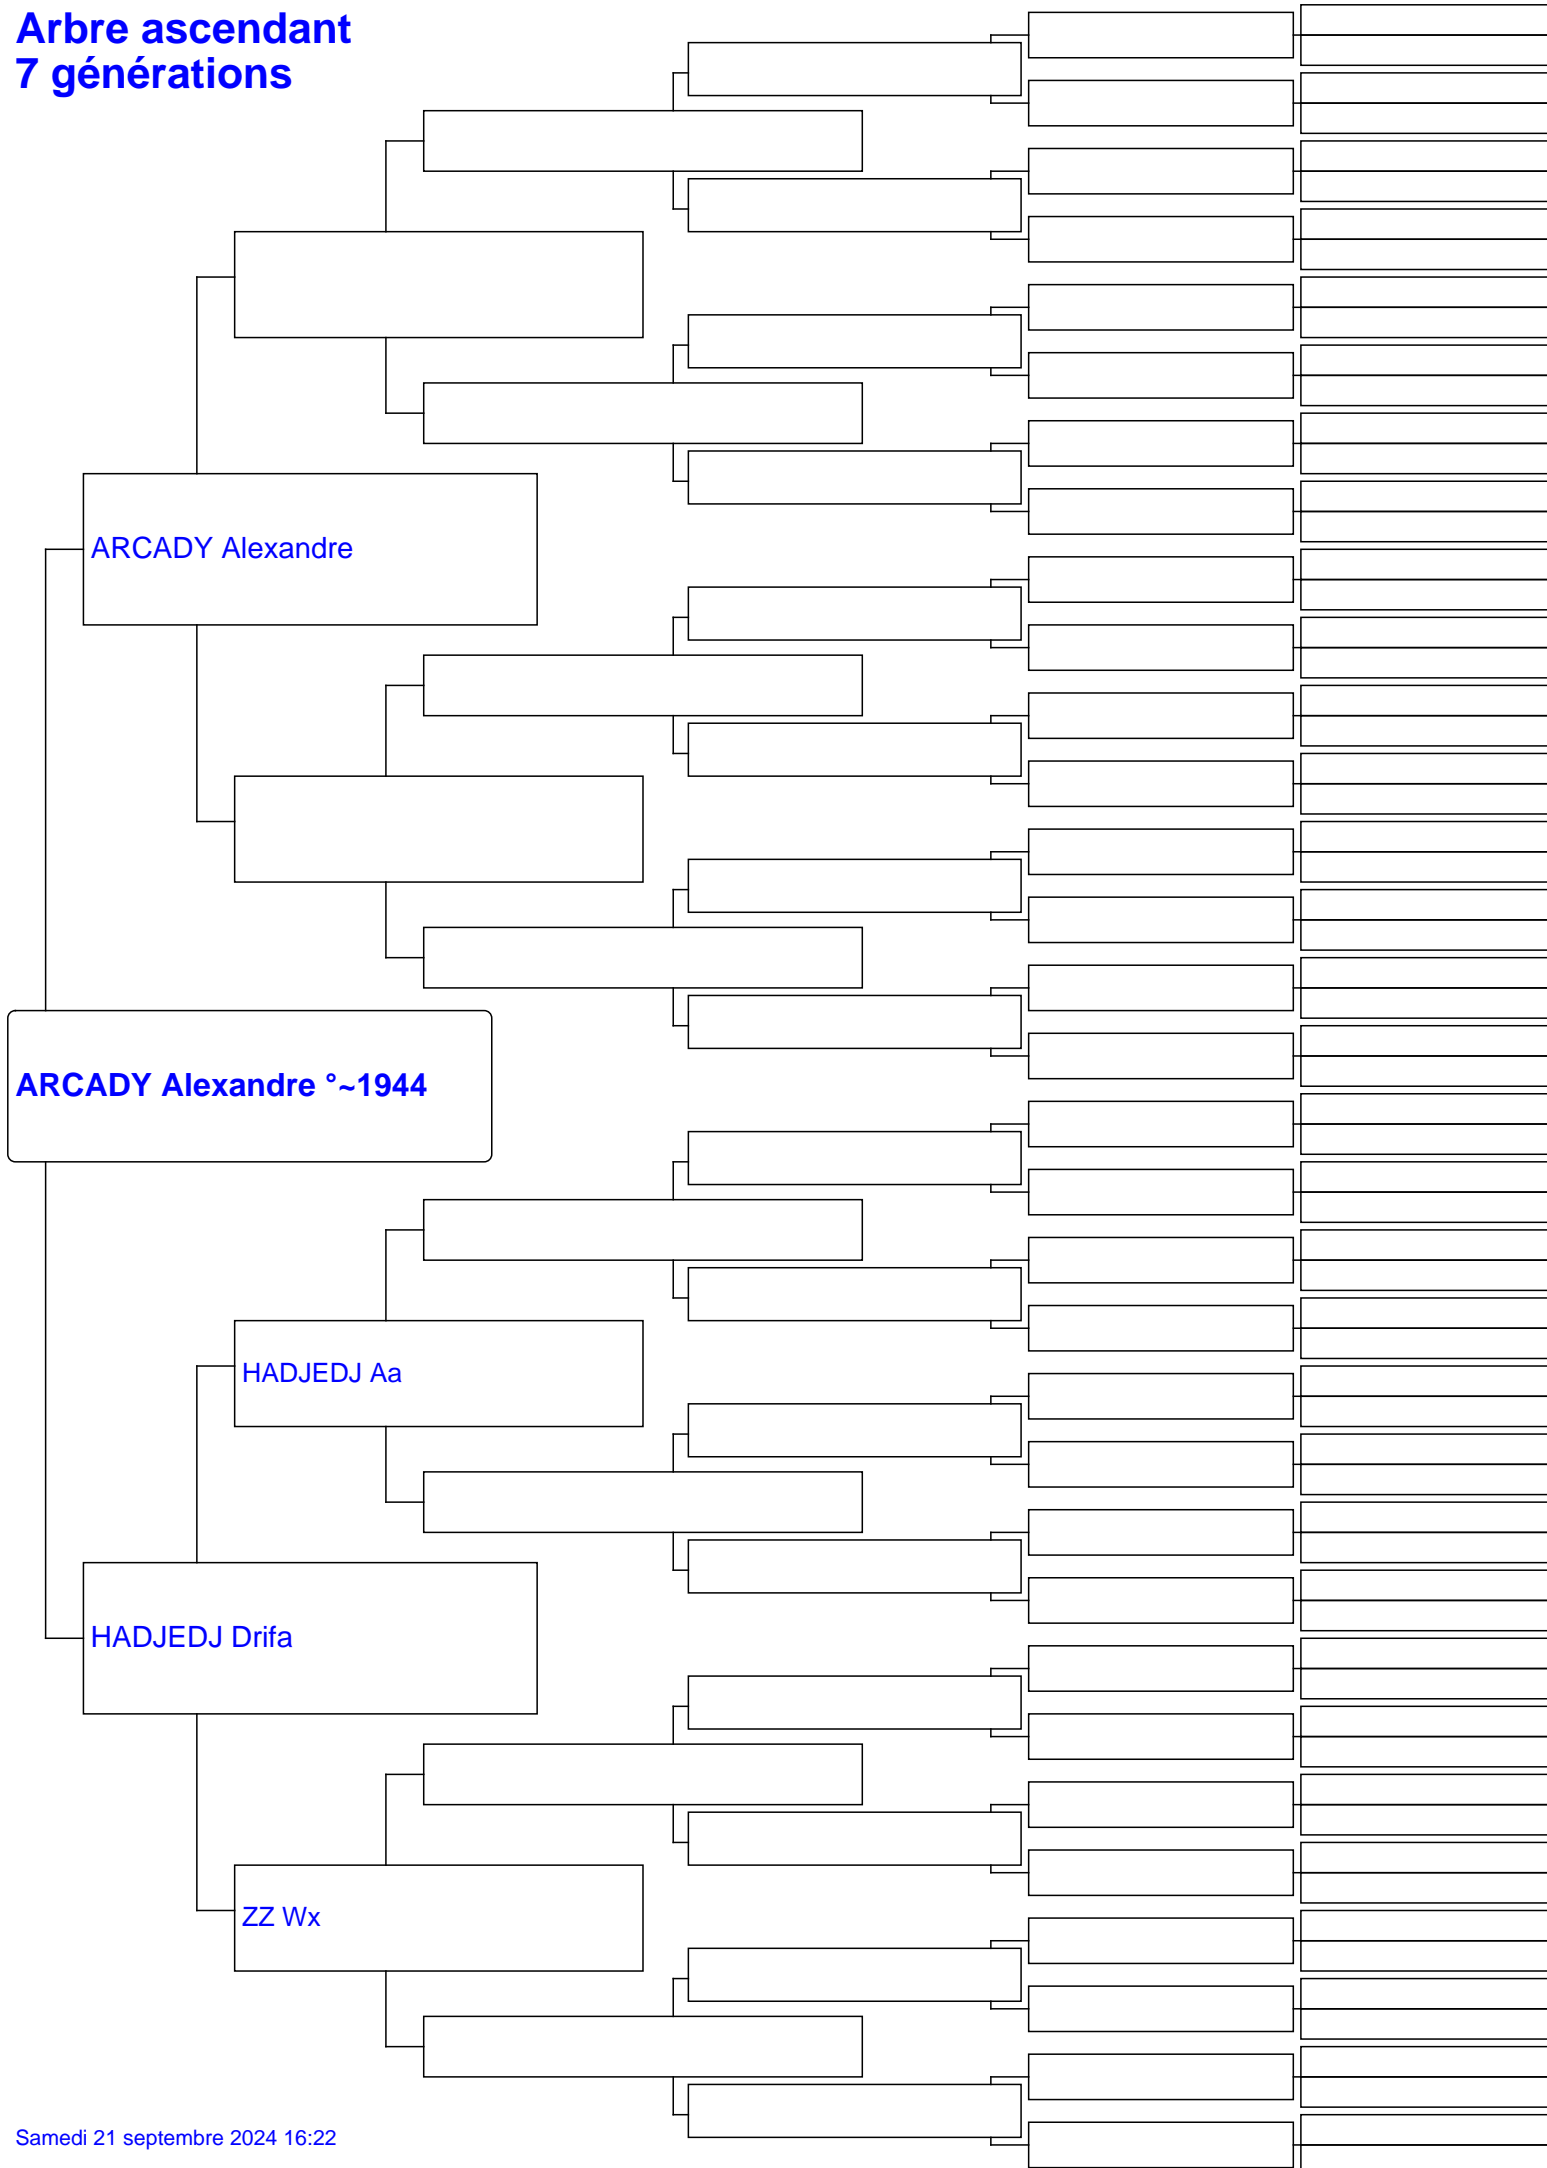 Arbre ascendant
7 générations
ARCADY Alexandre
ARCADY Alexandre °~1944
HADJEDJ Aa
HADJEDJ Drifa
ZZ Wx
Samedi 21 septembre 2024 16:22